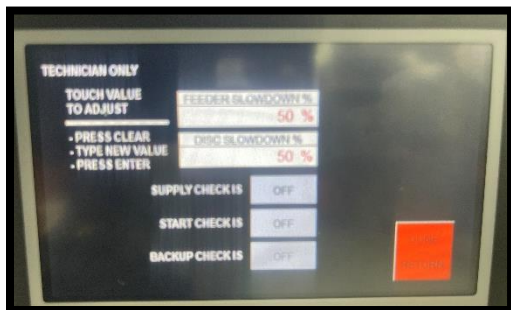 TECHNICIAN ONLY
TOUCH VALUE
TO ADJUST
FEEDER SLOWDOWN %
50 %
- PRESS CLEAR
- TYPE NEW VALUE
- PRESS ENTER
DISC SLOWDOWN %
50 %
SUPPLY CHECK IS OFF
START CHECK IS OFF
BACKUP CHECK IS OFF